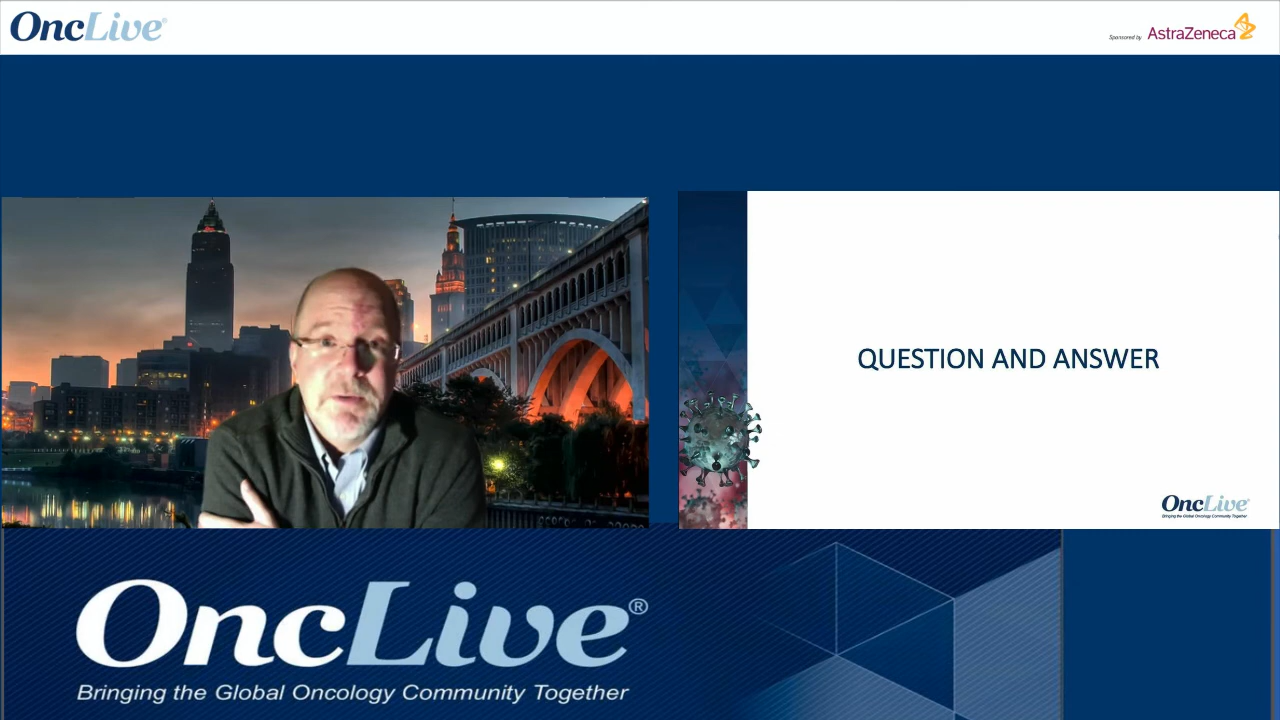 OncLive®
Sponsored by AstraZeneca
QUESTION AND ANSWER
OncLive®
Bringing the Global Oncology Community Together
OncLive®
Bringing the Global Oncology Community Together